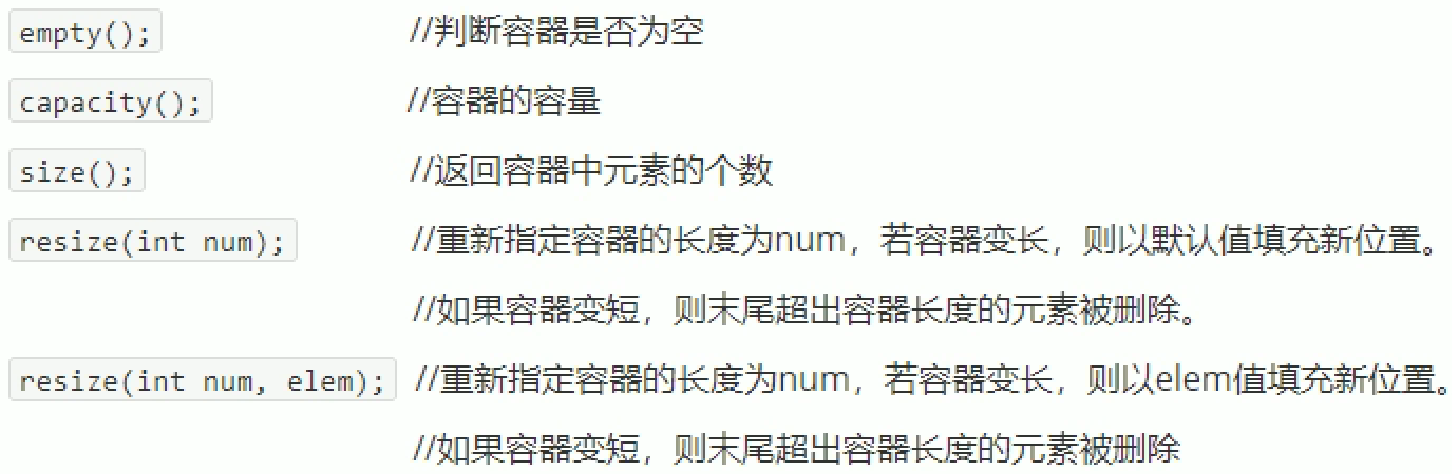 empty(); //判断容器是否为空
capacity(); //容器的容量
size(); //返回容器中元素的个数
resize(int num); //重新指定容器的长度为num，若容器变长，则以默认值填充新位置。
//如果容器变短，则末尾超出容器长度的元素被删除。
resize(int num, elem); //重新指定容器的长度为num，若容器变长，则以elem值填充新位置。
//如果容器变短，则末尾超出容器长度的元素被删除